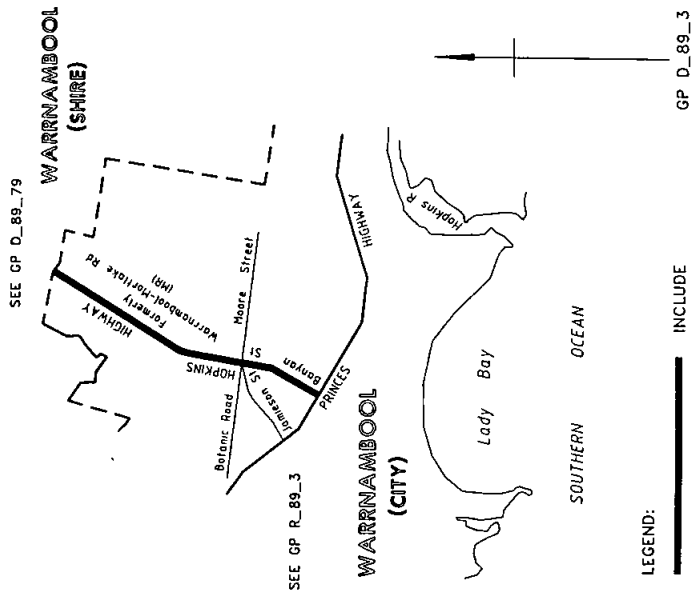 SEE GP D_89_79
WARRNAMBOOL
(SHIRE)
HIGHWAY
Formerly
Warrnambool-Mortlake Rd
(MR)
HOPKINS
Moore Street
Botanic Road
Jamieson St
Banyan St
PRINCES
HIGHWAY
SEE GP R_89_3
WARRNAMBOOL
(CITY)
Hopkins R
Lady Bay
SOUTHERN OCEAN
LEGEND:
INCLUDE
GP D_89_3